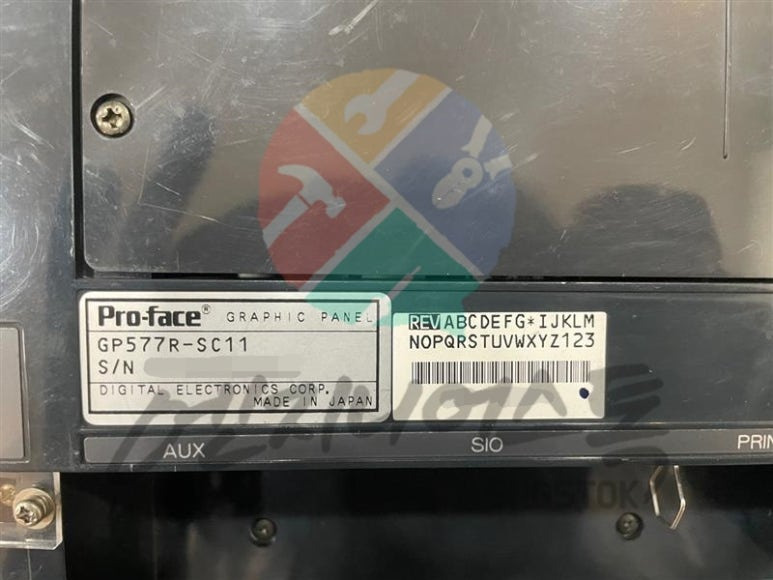 Pro-face® GRAPHIC PANEL
GP577R-SC11
S/N
DIGITAL ELECTRONICS CORP.
MADE IN JAPAN
REV ABCDEFG*IJKLM
NOPQRSTUVWXYZ123
AUX
SIO
PRIN